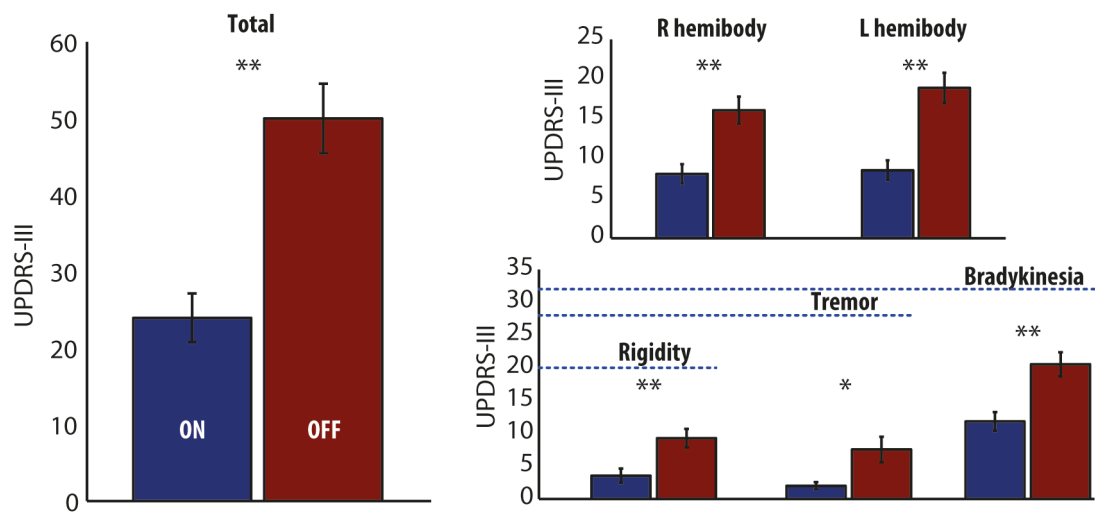 Total
**
UPDRS-III
60
50
40
30
20
10
0
ON
OFF
R hemibody
L hemibody
**
**
UPDRS-III
25
20
15
10
5
0
Bradykinesia
Tremor
Rigidity
**
*
**
UPDRS-III
35
30
25
20
15
10
5
0